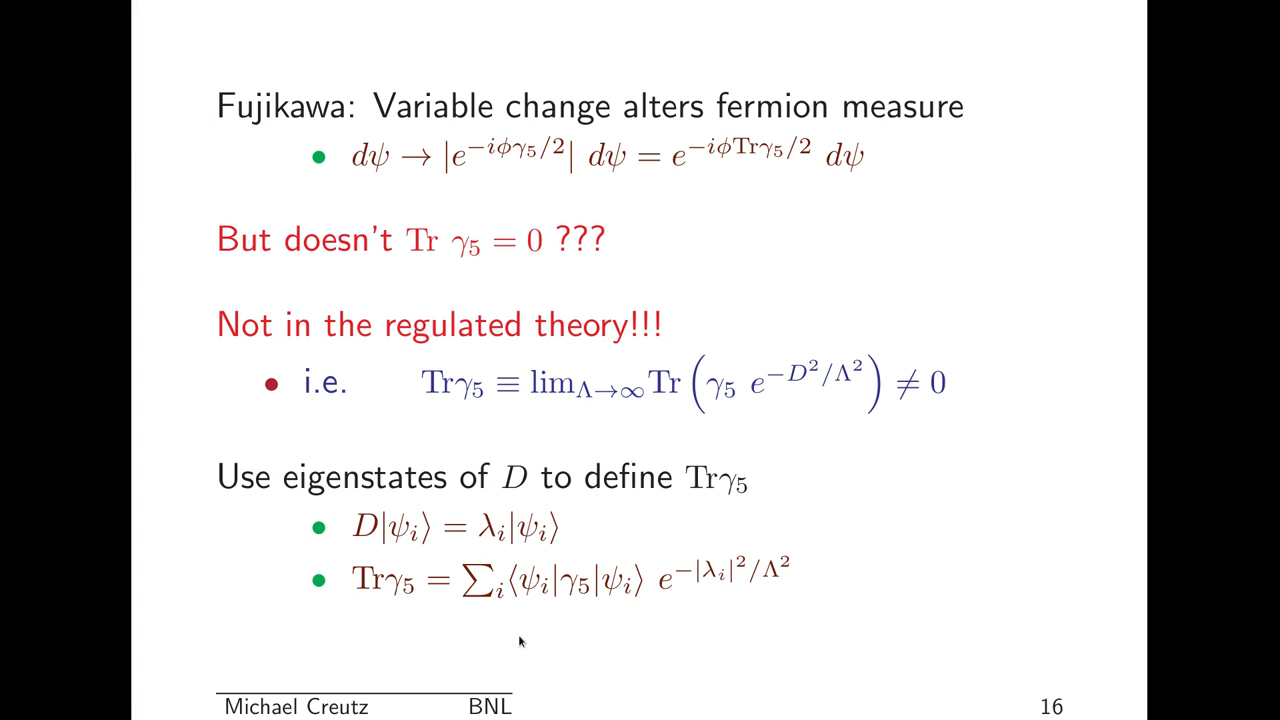 Fujikawa: Variable change alters fermion measure
• dψ → |e^{−iϕγ₅/2}| dψ = e^{−iϕTrγ₅/2} dψ
But doesn't Tr γ₅ = 0 ???
Not in the regulated theory!!!
• i.e. Trγ₅ ≡ lim_{Λ→∞}Tr(γ₅ e^{−D²/Λ²}) ≠ 0
Use eigenstates of D to define Trγ₅
• D|ψᵢ⟩ = λᵢ|ψᵢ⟩
• Trγ₅ = ∑ᵢ⟨ψᵢ|γ₅|ψᵢ⟩ e^{−|λᵢ|²/Λ²}
Michael Creutz BNL 16